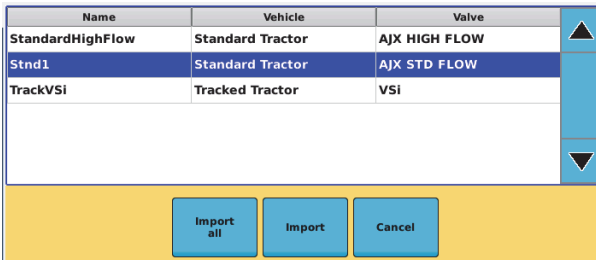 Name Vehicle Valve
StandardHighFlow Standard Tractor AJX HIGH FLOW
Stnd1 Standard Tractor AJX STD FLOW
TrackVSi Tracked Tractor VSi
Import all Import Cancel